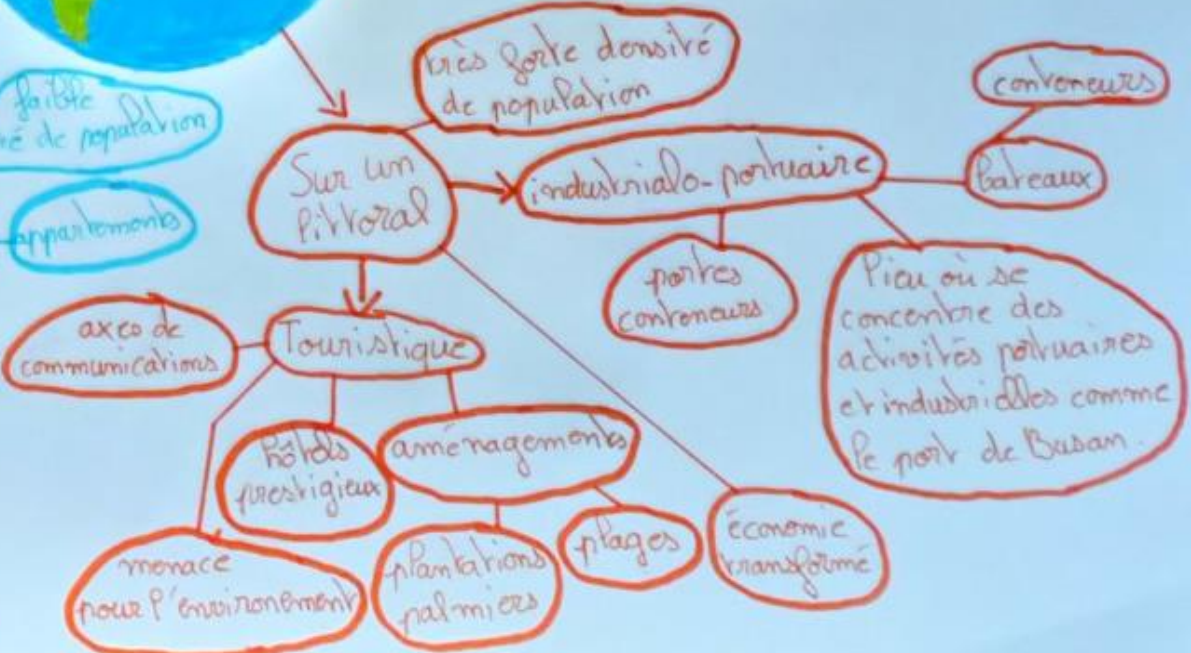 très forte densité
de population
faible
té de population
appartements
Sur un
littoral
industrialo-portuaire
conteneurs
bateaux
portes
conteneurs
lieu où se
concentre des
activités portuaires
et industrielles comme
le port de Busan.
axes de
communications
Touristique
hôtels
prestigieux
aménagements
menace
pour l'environement
plantations
palmiers
plages
économie
transformé